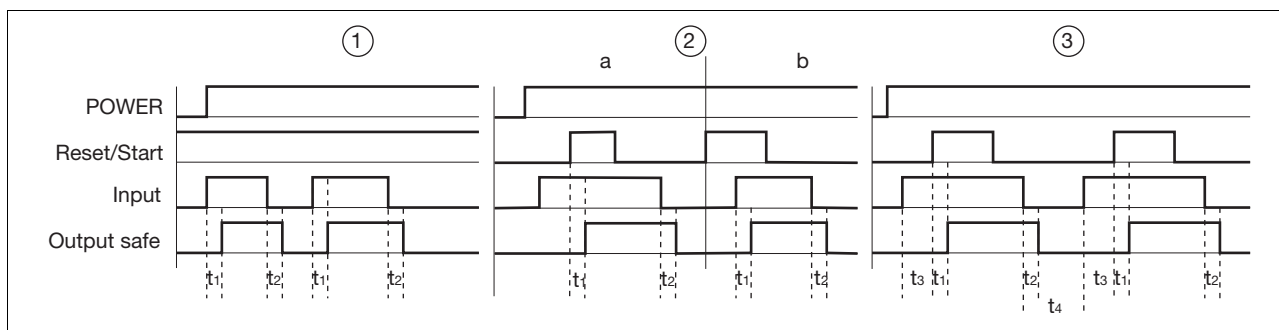 ① ② ③
a b
POWER
Reset/Start
Input
Output safe
t1 t2 t1 t2 t1 t2 t1 t2 t3 t1 t2 t3 t1 t2
t4